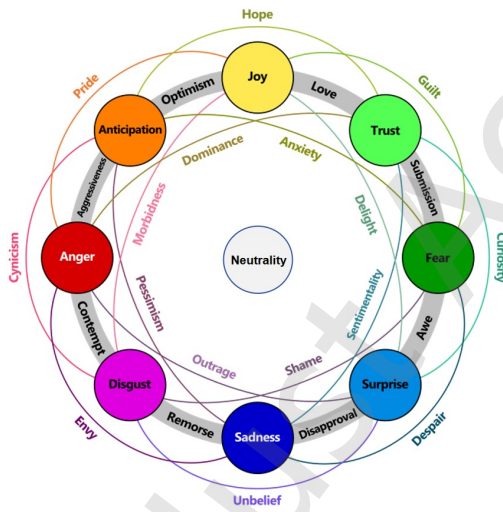 Hope
Pride
Guilt
Joy
Optimism
Love
Anticipation
Trust
Dominance
Anxiety
Aggressiveness
Submission
Morbidness
Delight
Cynicism
Anger
Neutrality
Fear
Curiosity
Pessimism
Sentimentality
Contempt
Awe
Outrage
Shame
Disgust
Surprise
Envy
Remorse
Sadness
Disapproval
Despair
Unbelief